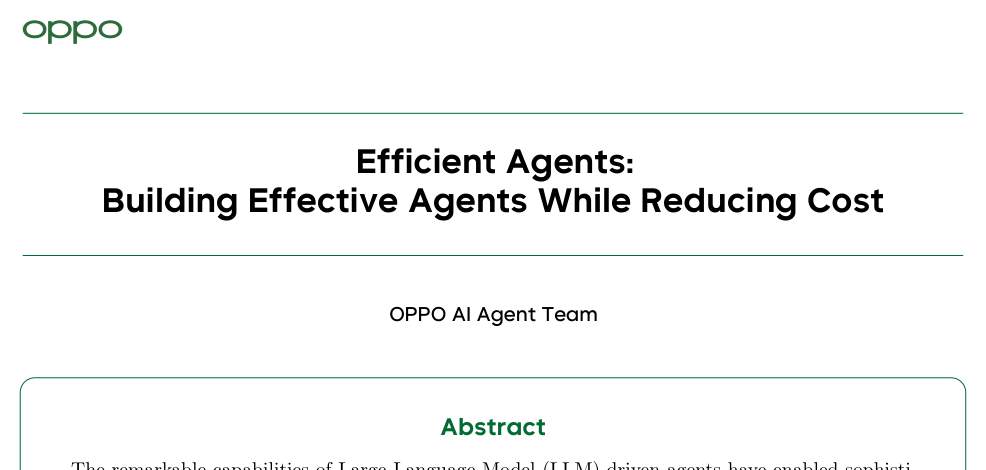 oppo
Efficient Agents:
Building Effective Agents While Reducing Cost
OPPO AI Agent Team
Abstract
The remarkable capabilities of Large Language Model (LLM)-driven agents have enabled sophisti-